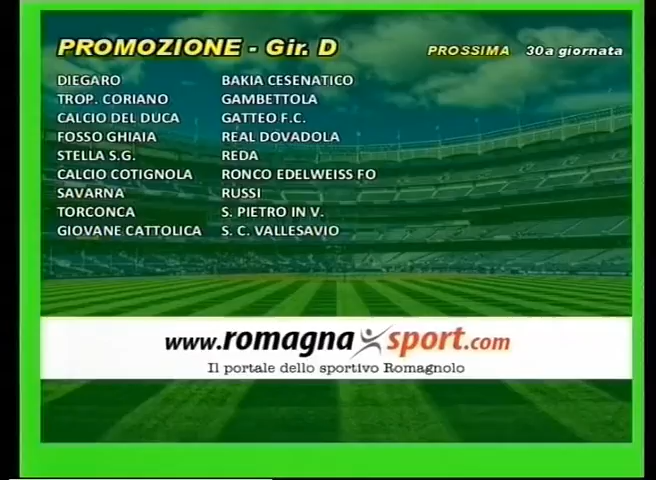 PROMOZIONE - Gir. D PROSSIMA 30a giornata
DIEGARO BAKIA CESENATICO
TROP. CORIANO GAMBETTOLA
CALCIO DEL DUCA GATTEO F.C.
FOSSO GHIAIA REAL DOVADOLA
STELLA S.G. REDA
CALCIO COTIGNOLA RONCO EDELWEISS FO
SAVARNA RUSSI
TORCONCA S. PIETRO IN V.
GIOVANE CATTOLICA S. C. VALLESAVIO
www.romagnasport.com
Il portale dello sportivo Romagnolo